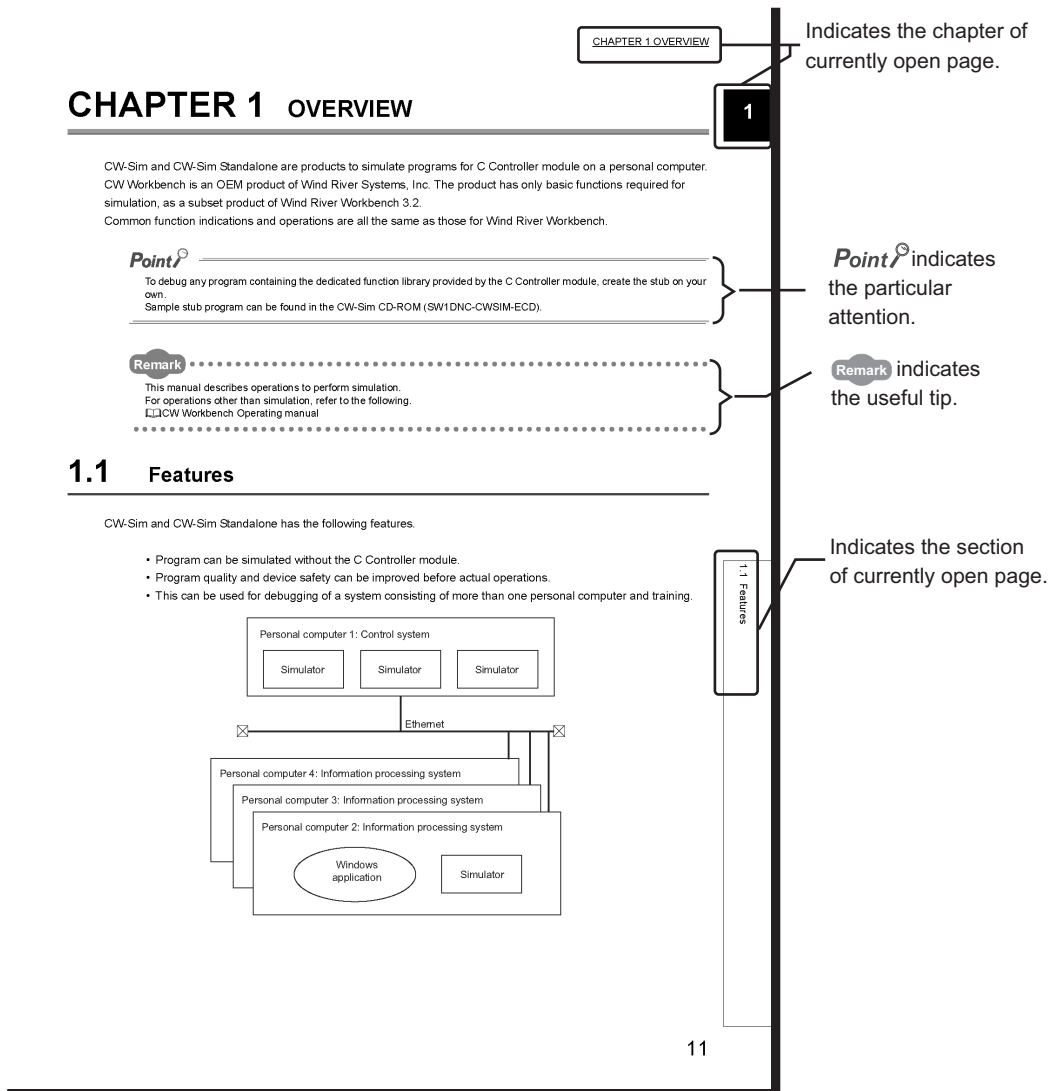 CHAPTER 1 OVERVIEW
Indicates the chapter of
currently open page.
CHAPTER 1 OVERVIEW
1
CW-Sim and CW-Sim Standalone are products to simulate programs for C Controller module on a personal computer.
CW Workbench is an OEM product of Wind River Systems, Inc. The product has only basic functions required for
simulation, as a subset product of Wind River Workbench 3.2.
Common function indications and operations are all the same as those for Wind River Workbench.
Point
To debug any program containing the dedicated function library provided by the C Controller module, create the stub on your
own.
Sample stub program can be found in the CW-Sim CD-ROM (SW1DNC-CWSIM-ECD).
Point indicates
the particular
attention.
Remark
This manual describes operations to perform simulation.
For operations other than simulation, refer to the following.
CW Workbench Operating manual
Remark indicates
the useful tip.
1.1 Features
CW-Sim and CW-Sim Standalone has the following features.
• Program can be simulated without the C Controller module.
• Program quality and device safety can be improved before actual operations.
• This can be used for debugging of a system consisting of more than one personal computer and training.
1.1 Features
Indicates the section
of currently open page.
Personal computer 1: Control system
Simulator Simulator Simulator
Ethernet
Personal computer 4: Information processing system
Personal computer 3: Information processing system
Personal computer 2: Information processing system
Windows
application
Simulator
11